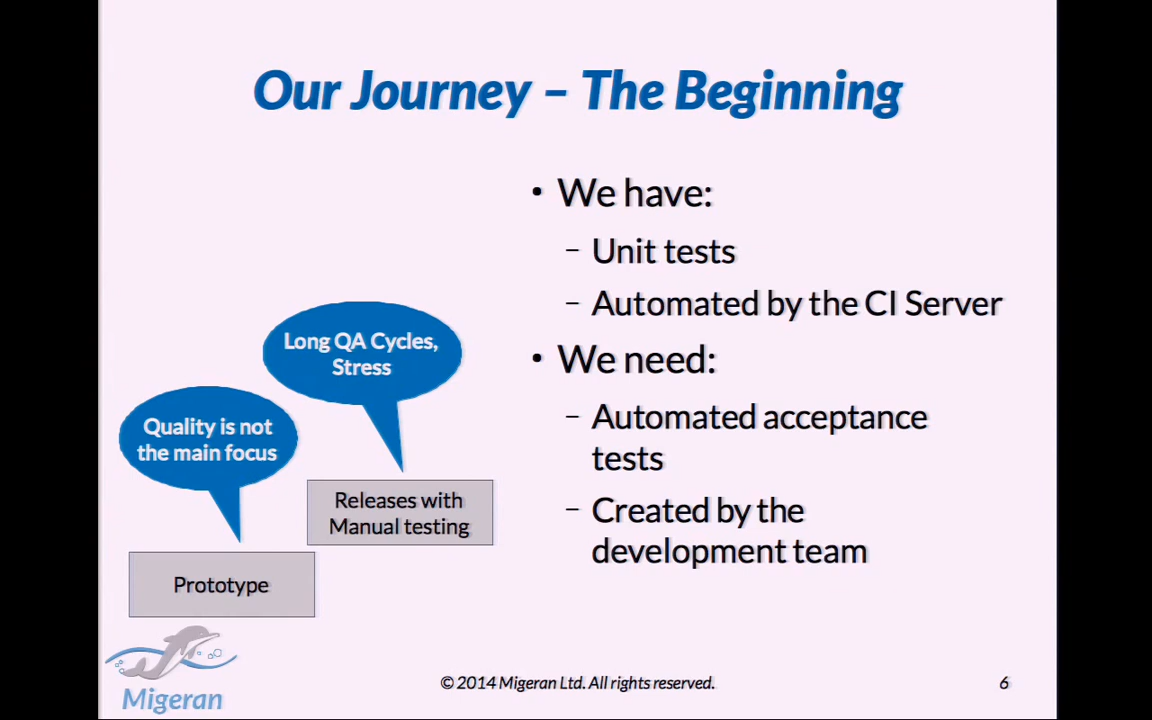 Our Journey – The Beginning
• We have:
– Unit tests
– Automated by the CI Server
• We need:
– Automated acceptance
tests
– Created by the
development team
Long QA Cycles,
Stress
Quality is not
the main focus
Releases with
Manual testing
Prototype
Migeran
© 2014 Migeran Ltd. All rights reserved.
6